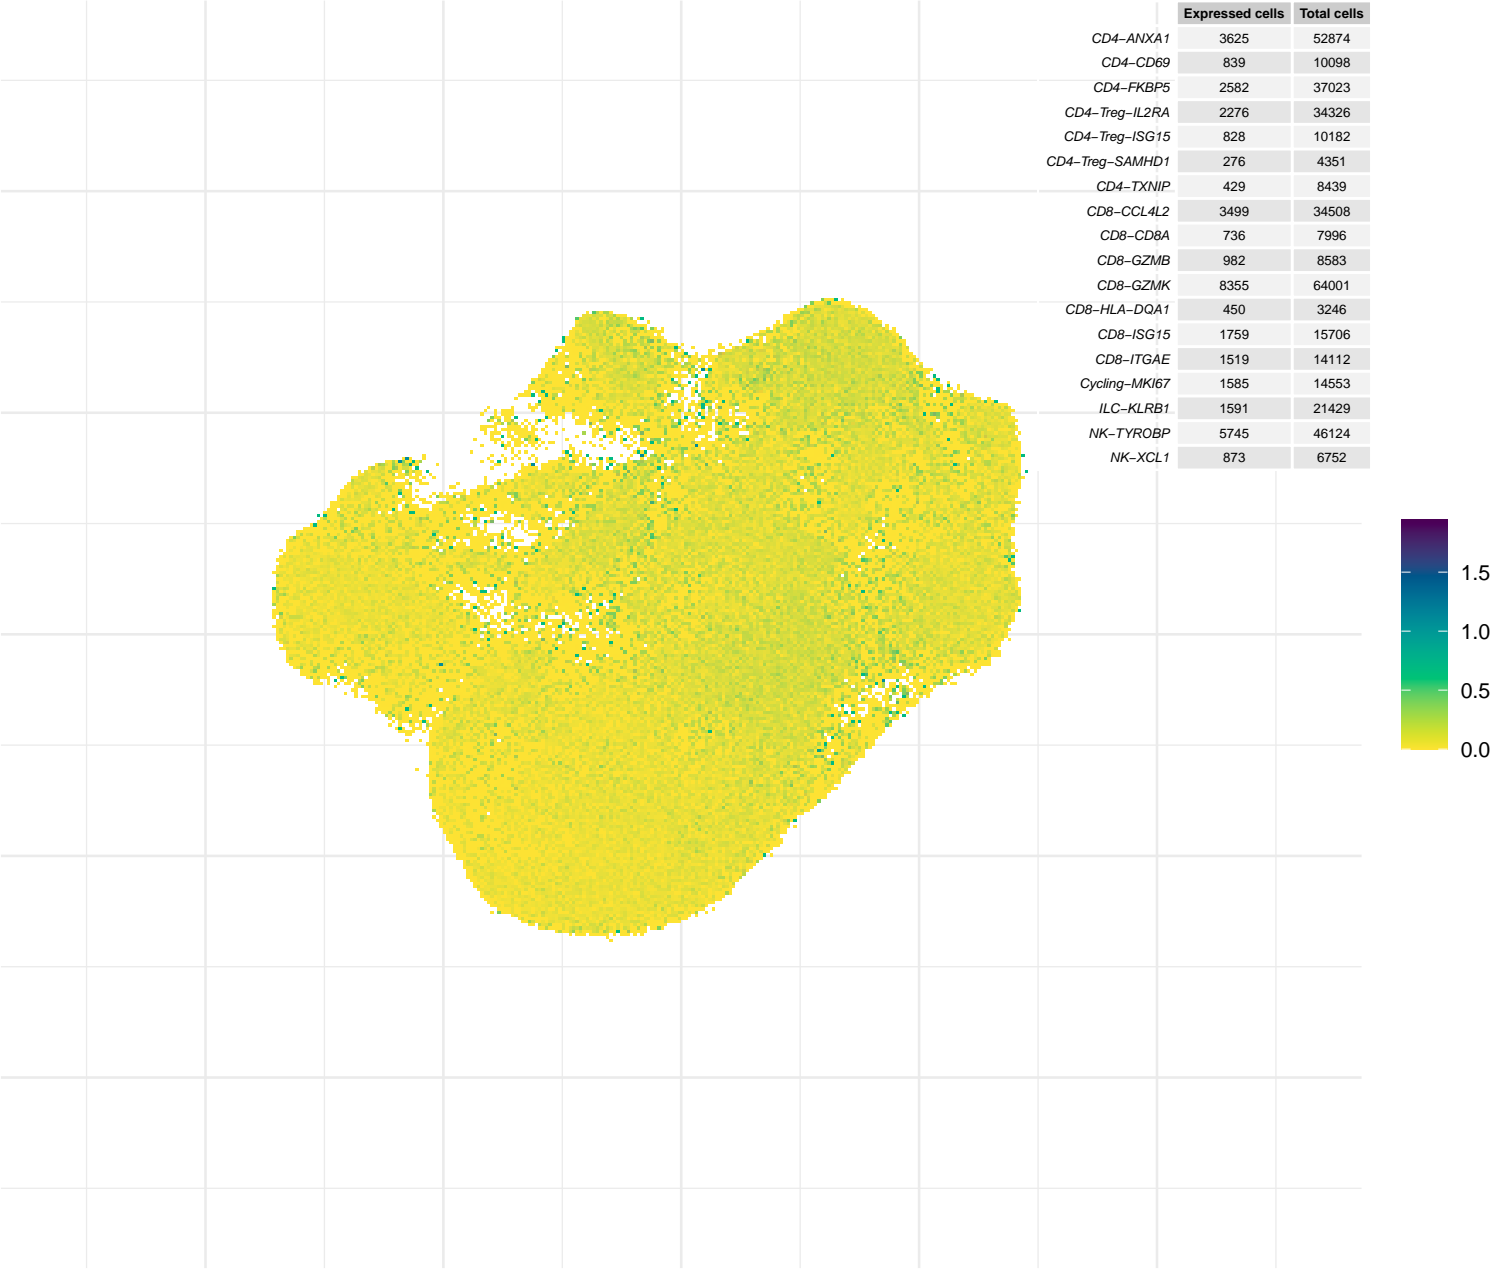 Expressed cells Total cells
CD4−ANXA1 3625 52874
CD4−CD69 839 10098
CD4−FKBP5 2582 37023
CD4−Treg−IL2RA 2276 34326
CD4−Treg−ISG15 828 10182
CD4−Treg−SAMHD1 276 4351
CD4−TXNIP 429 8439
CD8−CCL4L2 3499 34508
CD8−CD8A 736 7996
CD8−GZMB 982 8583
CD8−GZMK 8355 64001
CD8−HLA−DQA1 450 3246
CD8−ISG15 1759 15706
CD8−ITGAE 1519 14112
Cycling−MKI67 1585 14553
ILC−KLRB1 1591 21429
NK−TYROBP 5745 46124
NK−XCL1 873 6752
1.5
1.0
0.5
0.0